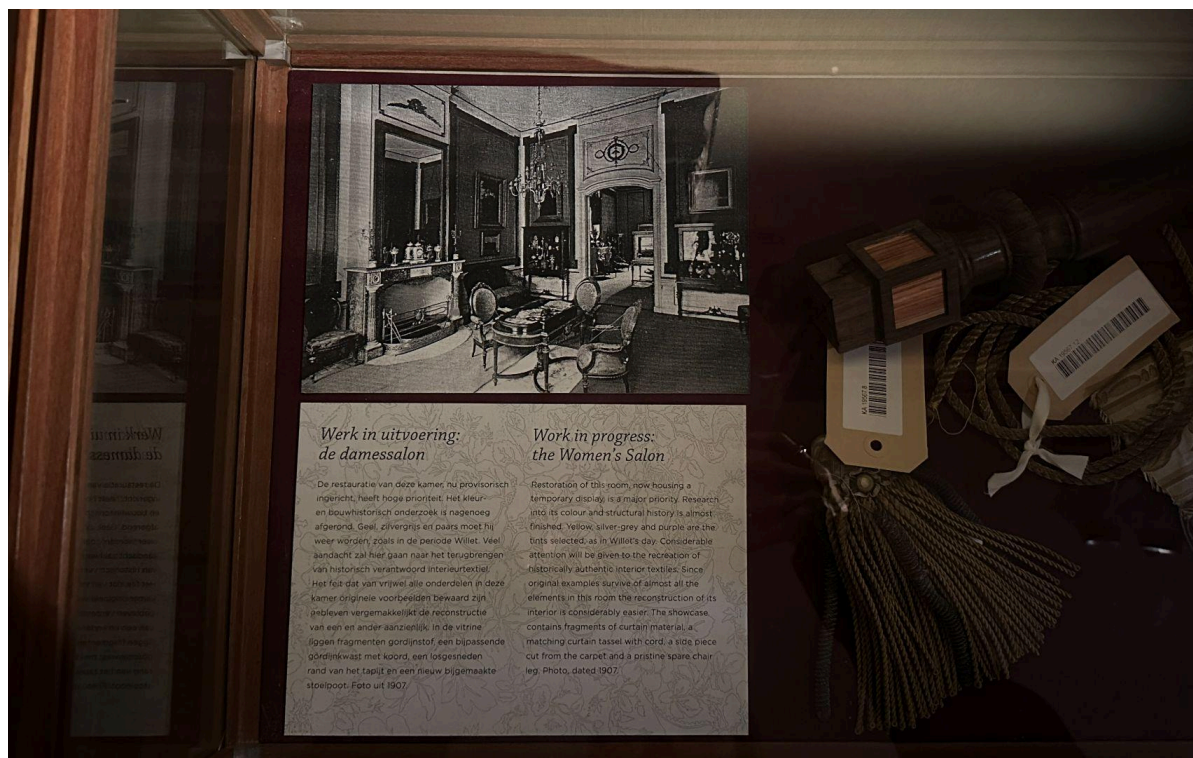 Werk in uitvoering:
de damessalon
De restauratie van deze kamer, nu provisorisch
ingericht, heeft hoge prioriteit. Het kleur-
en bouwhistorisch onderzoek is nagenoeg
afgerond. Geel, zilvergrijs en paars moet hij
weer worden, zoals in de periode Willet. Veel
aandacht zal hier gaan naar het terugbrengen
van historisch verantwoord interieurtextiel.
Het feit dat van vrijwel alle onderdelen in deze
kamer originele voorbeelden bewaard zijn
gebleven vergemakkelijkt de reconstructie
van een en ander aanzienlijk. In de vitrine
liggen fragmenten gordijnstof, een bijpassende
gordijnkwast met koord, een losgesneden
rand van het tapijt en een nieuw bijgemaakte
stoelpoot. Foto uit 1907.
Work in progress:
the Women's Salon
Restoration of this room, now housing a
temporary display, is a major priority. Research
into its colour and structural history is almost
finished. Yellow, silver-grey and purple are the
tints selected, as in Willet's day. Considerable
attention will be given to the recreation of
historically authentic interior textiles. Since
original examples survive of almost all the
elements in this room the reconstruction of its
interior is considerably easier. The showcase
contains fragments of curtain material, a
matching curtain tassel with cord, a side piece
cut from the carpet and a pristine spare chair
leg. Photo, dated 1907.